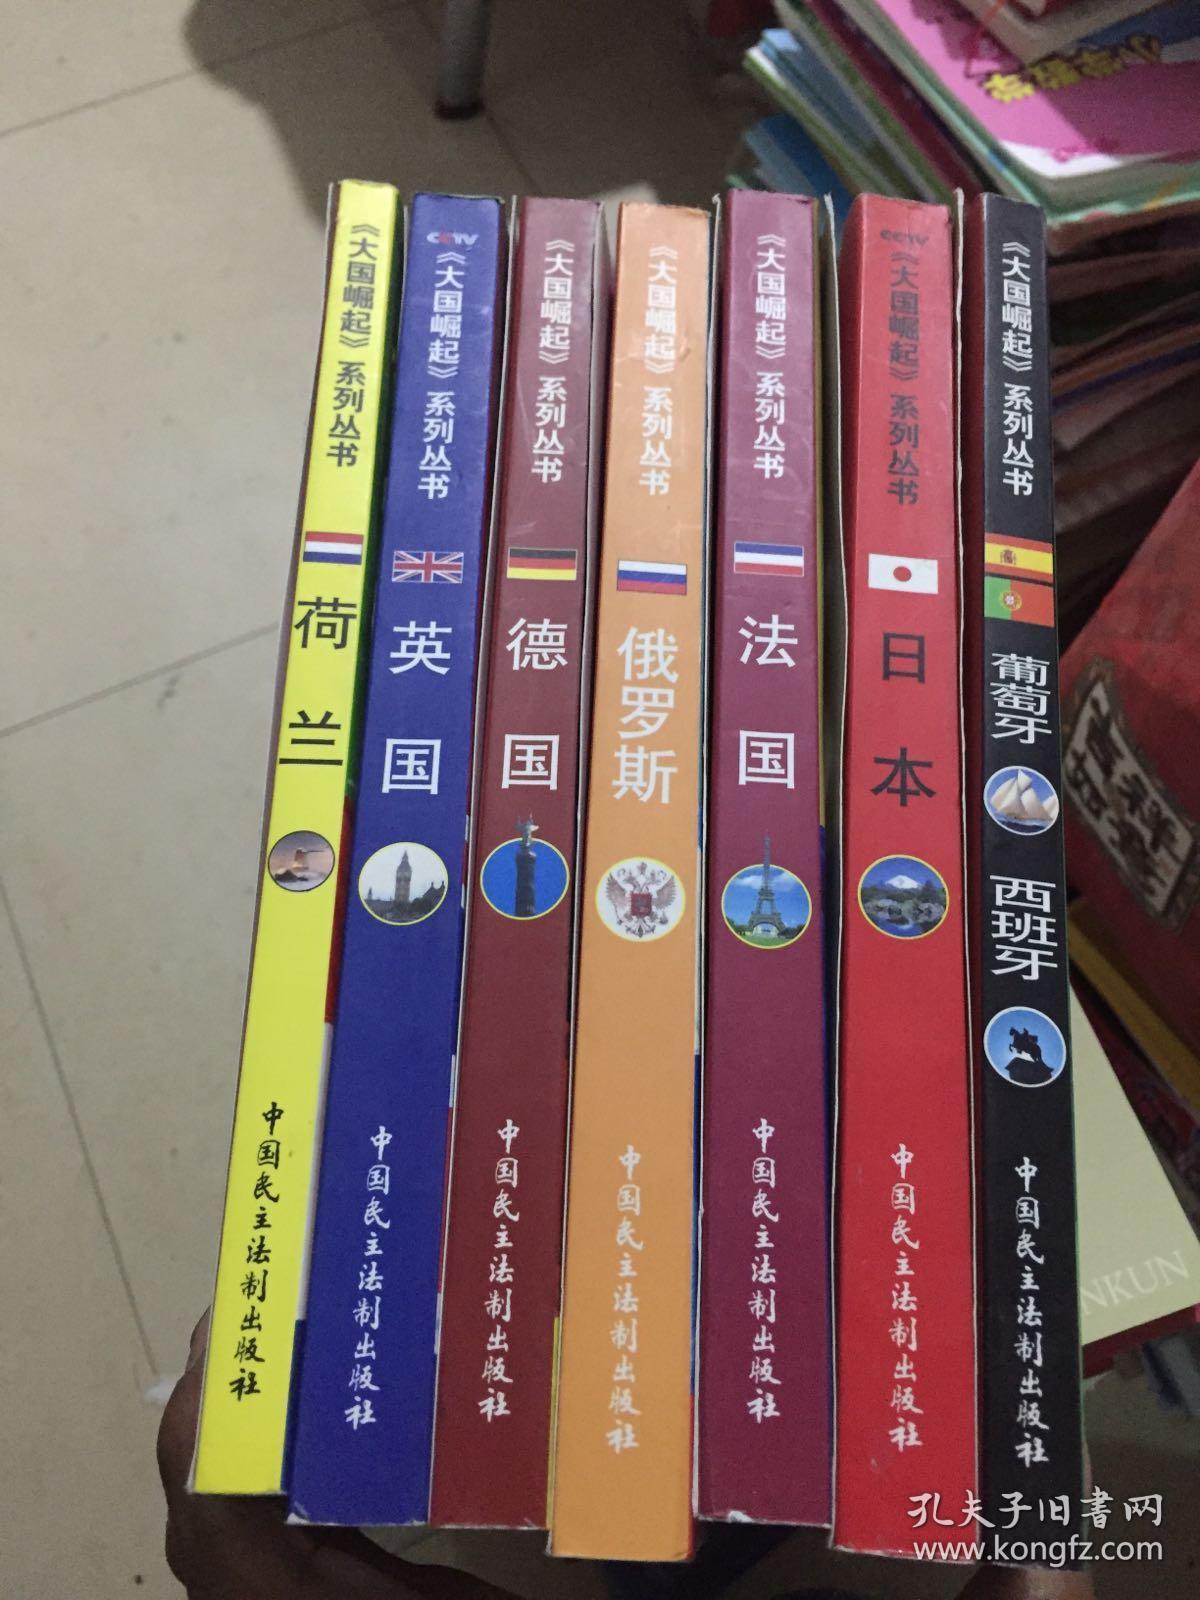 《大国崛起》系列丛书
荷兰
中国民主法制出版社
CCTV
《大国崛起》系列丛书
英国
中国民主法制出版社
《大国崛起》系列丛书
德国
中国民主法制出版社
《大国崛起》系列丛书
俄罗斯
中国民主法制出版社
《大国崛起》系列丛书
法国
中国民主法制出版社
CCTV
《大国崛起》系列丛书
日本
中国民主法制出版社
《大国崛起》系列丛书
葡萄牙
西班牙
中国民主法制出版社
小学数学
NKUN
孔夫子旧书网
www.kongfz.com